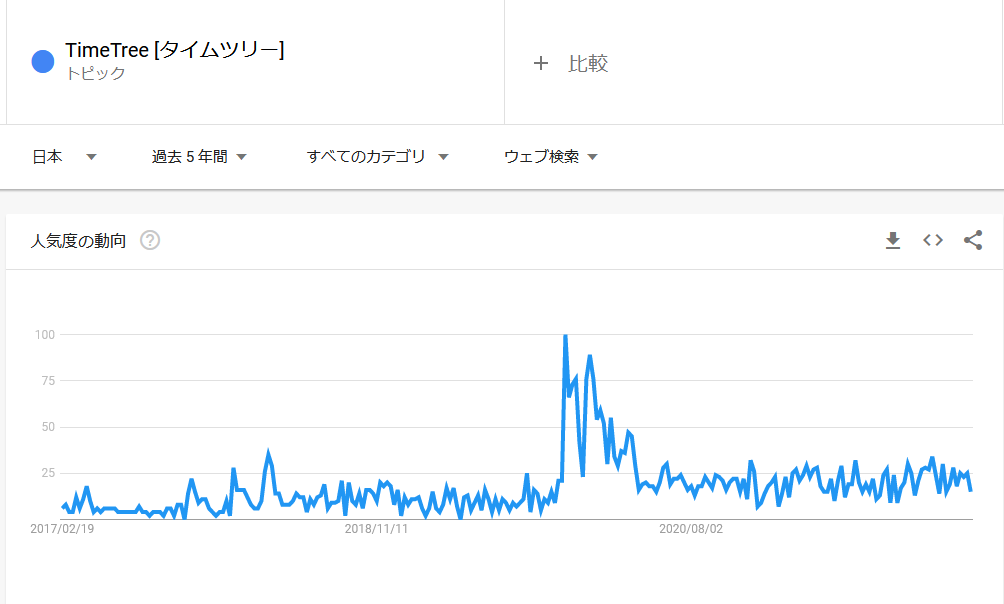 TimeTree [タイムツリー]
トピック
+ 比較
日本
過去 5 年間
すべてのカテゴリ
ウェブ検索
人気度の動向
?
100
75
50
25
2017/02/19
2018/11/11
2020/08/02